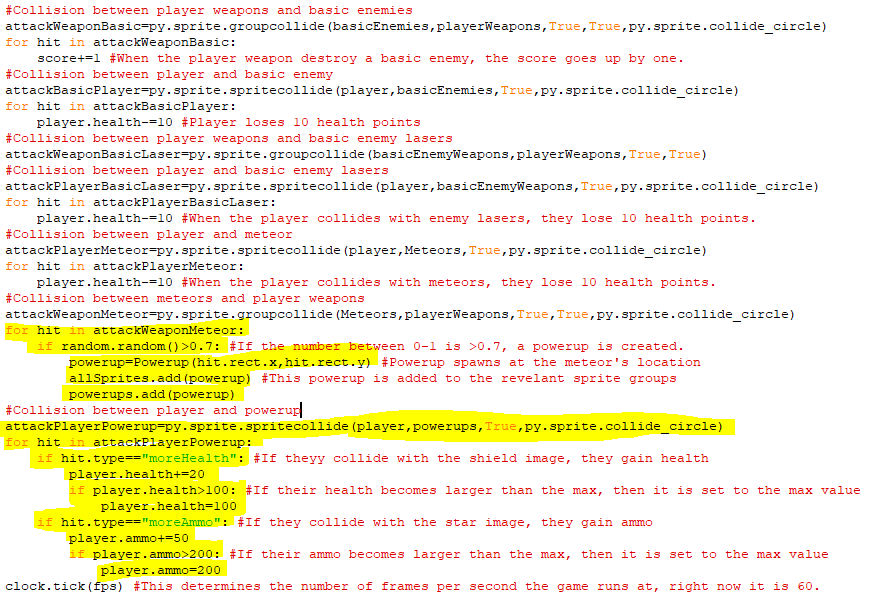 #Collision between player weapons and basic enemies
attackWeaponBasic=py.sprite.groupcollide(basicEnemies,playerWeapons,True,True,py.sprite.collide_circle)
for hit in attackWeaponBasic:
    score+=1 #When the player weapon destroy a basic enemy, the score goes up by one.
#Collision between player and basic enemy
attackBasicPlayer=py.sprite.spritecollide(player,basicEnemies,True,py.sprite.collide_circle)
for hit in attackBasicPlayer:
    player.health-=10 #Player loses 10 health points
#Collision between player weapons and basic enemy lasers
attackWeaponBasicLaser=py.sprite.groupcollide(basicEnemyWeapons,playerWeapons,True,True)
#Collision between player and basic enemy lasers
attackPlayerBasicLaser=py.sprite.spritecollide(player,basicEnemyWeapons,True,py.sprite.collide_circle)
for hit in attackPlayerBasicLaser:
    player.health-=10 #When the player collides with enemy lasers, they lose 10 health points.
#Collision between player and meteor
attackPlayerMeteor=py.sprite.spritecollide(player,Meteors,True,py.sprite.collide_circle)
for hit in attackPlayerMeteor:
    player.health-=10 #When the player collides with meteors, they lose 10 health points.
#Collision between meteors and player weapons
attackWeaponMeteor=py.sprite.groupcollide(Meteors,playerWeapons,True,True,py.sprite.collide_circle)
for hit in attackWeaponMeteor:
    if random.random()>0.7: #If the number between 0-1 is >0.7, a powerup is created.
        powerup=Powerup(hit.rect.x,hit.rect.y) #Powerup spawns at the meteor's location
        allSprites.add(powerup) #This powerup is added to the revelant sprite groups
        powerups.add(powerup)
#Collision between player and powerup
attackPlayerPowerup=py.sprite.spritecollide(player,powerups,True,py.sprite.collide_circle)
for hit in attackPlayerPowerup:
    if hit.type=="moreHealth": #If theyy collide with the shield image, they gain health
        player.health+=20
        if player.health>100: #If their health becomes larger than the max, then it is set to the max value
            player.health=100
    if hit.type=="moreAmmo": #If they collide with the star image, they gain ammo
        player.ammo+=50
        if player.ammo>200: #If their ammo becomes larger than the max, then it is set to the max value
            player.ammo=200
clock.tick(fps) #This determines the number of frames per second the game runs at, right now it is 60.